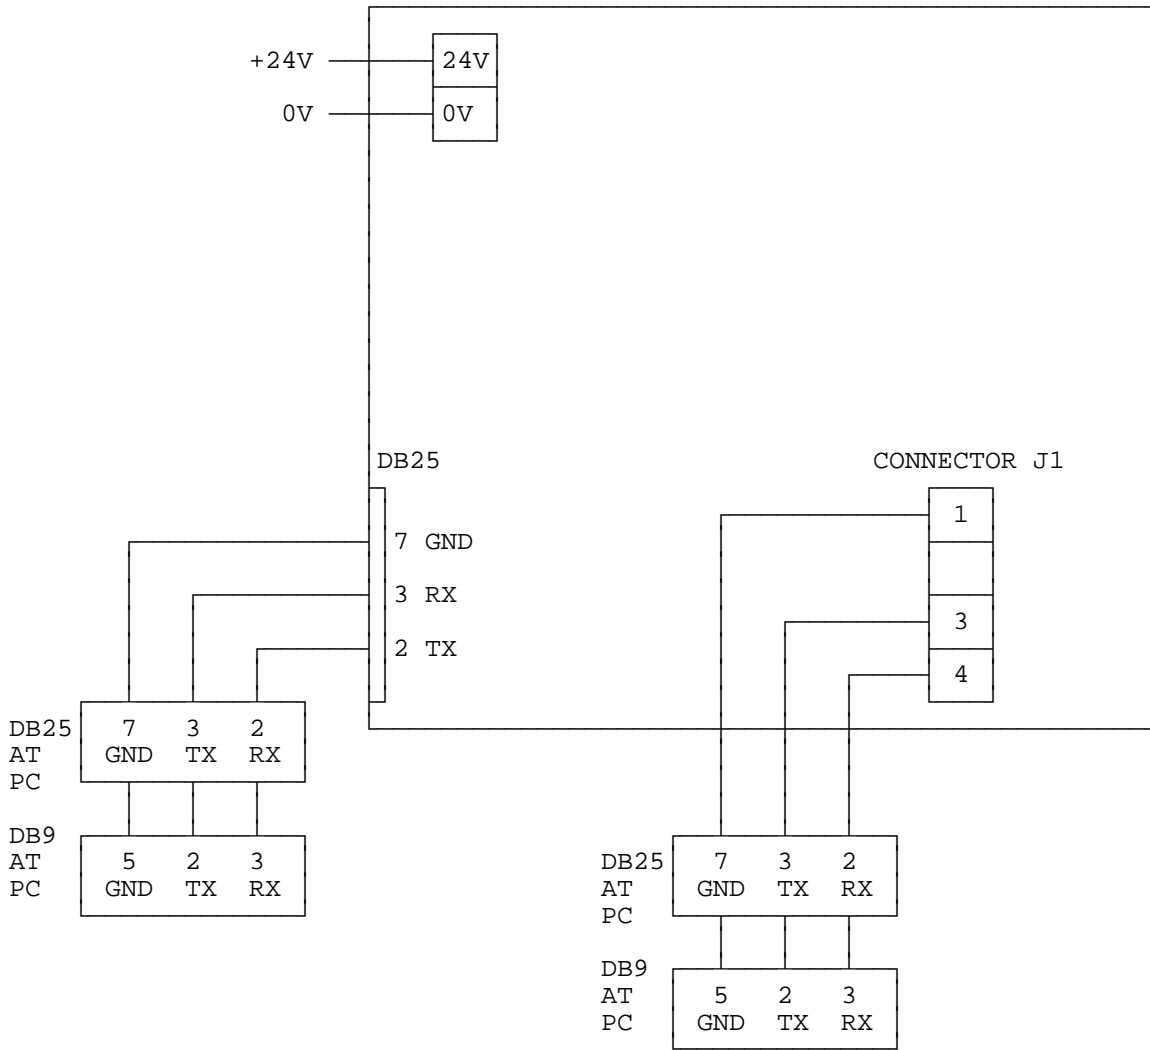 +24V 24V
0V 0V
DB25 CONNECTOR J1
1
7 GND
3 RX
3
2 TX
4
DB25 7 3 2
AT GND TX RX
PC
DB9
AT 5 2 3
PC GND TX RX
DB25 7 3 2
AT GND TX RX
PC
DB9
AT 5 2 3
PC GND TX RX